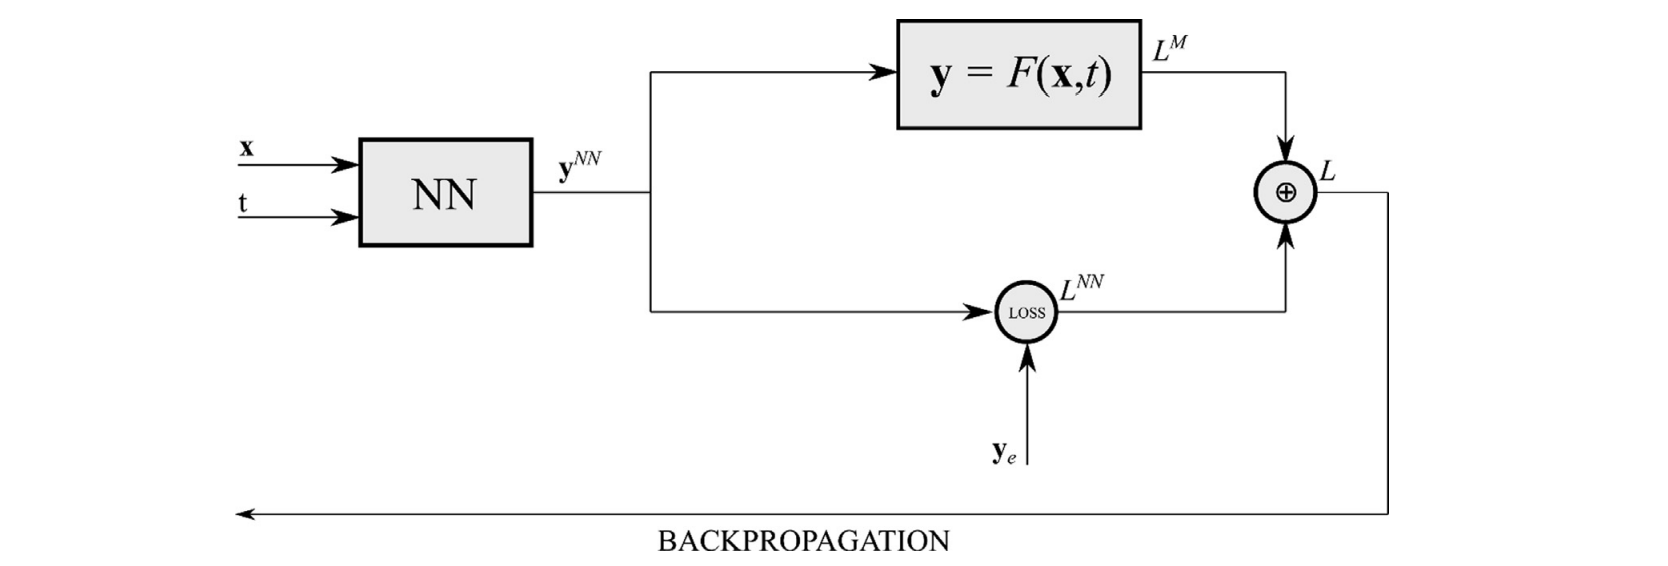 y = F(x,t)
L^M
x
y^NN
NN
t
L
⊕
L^NN
LOSS
y_e
BACKPROPAGATION